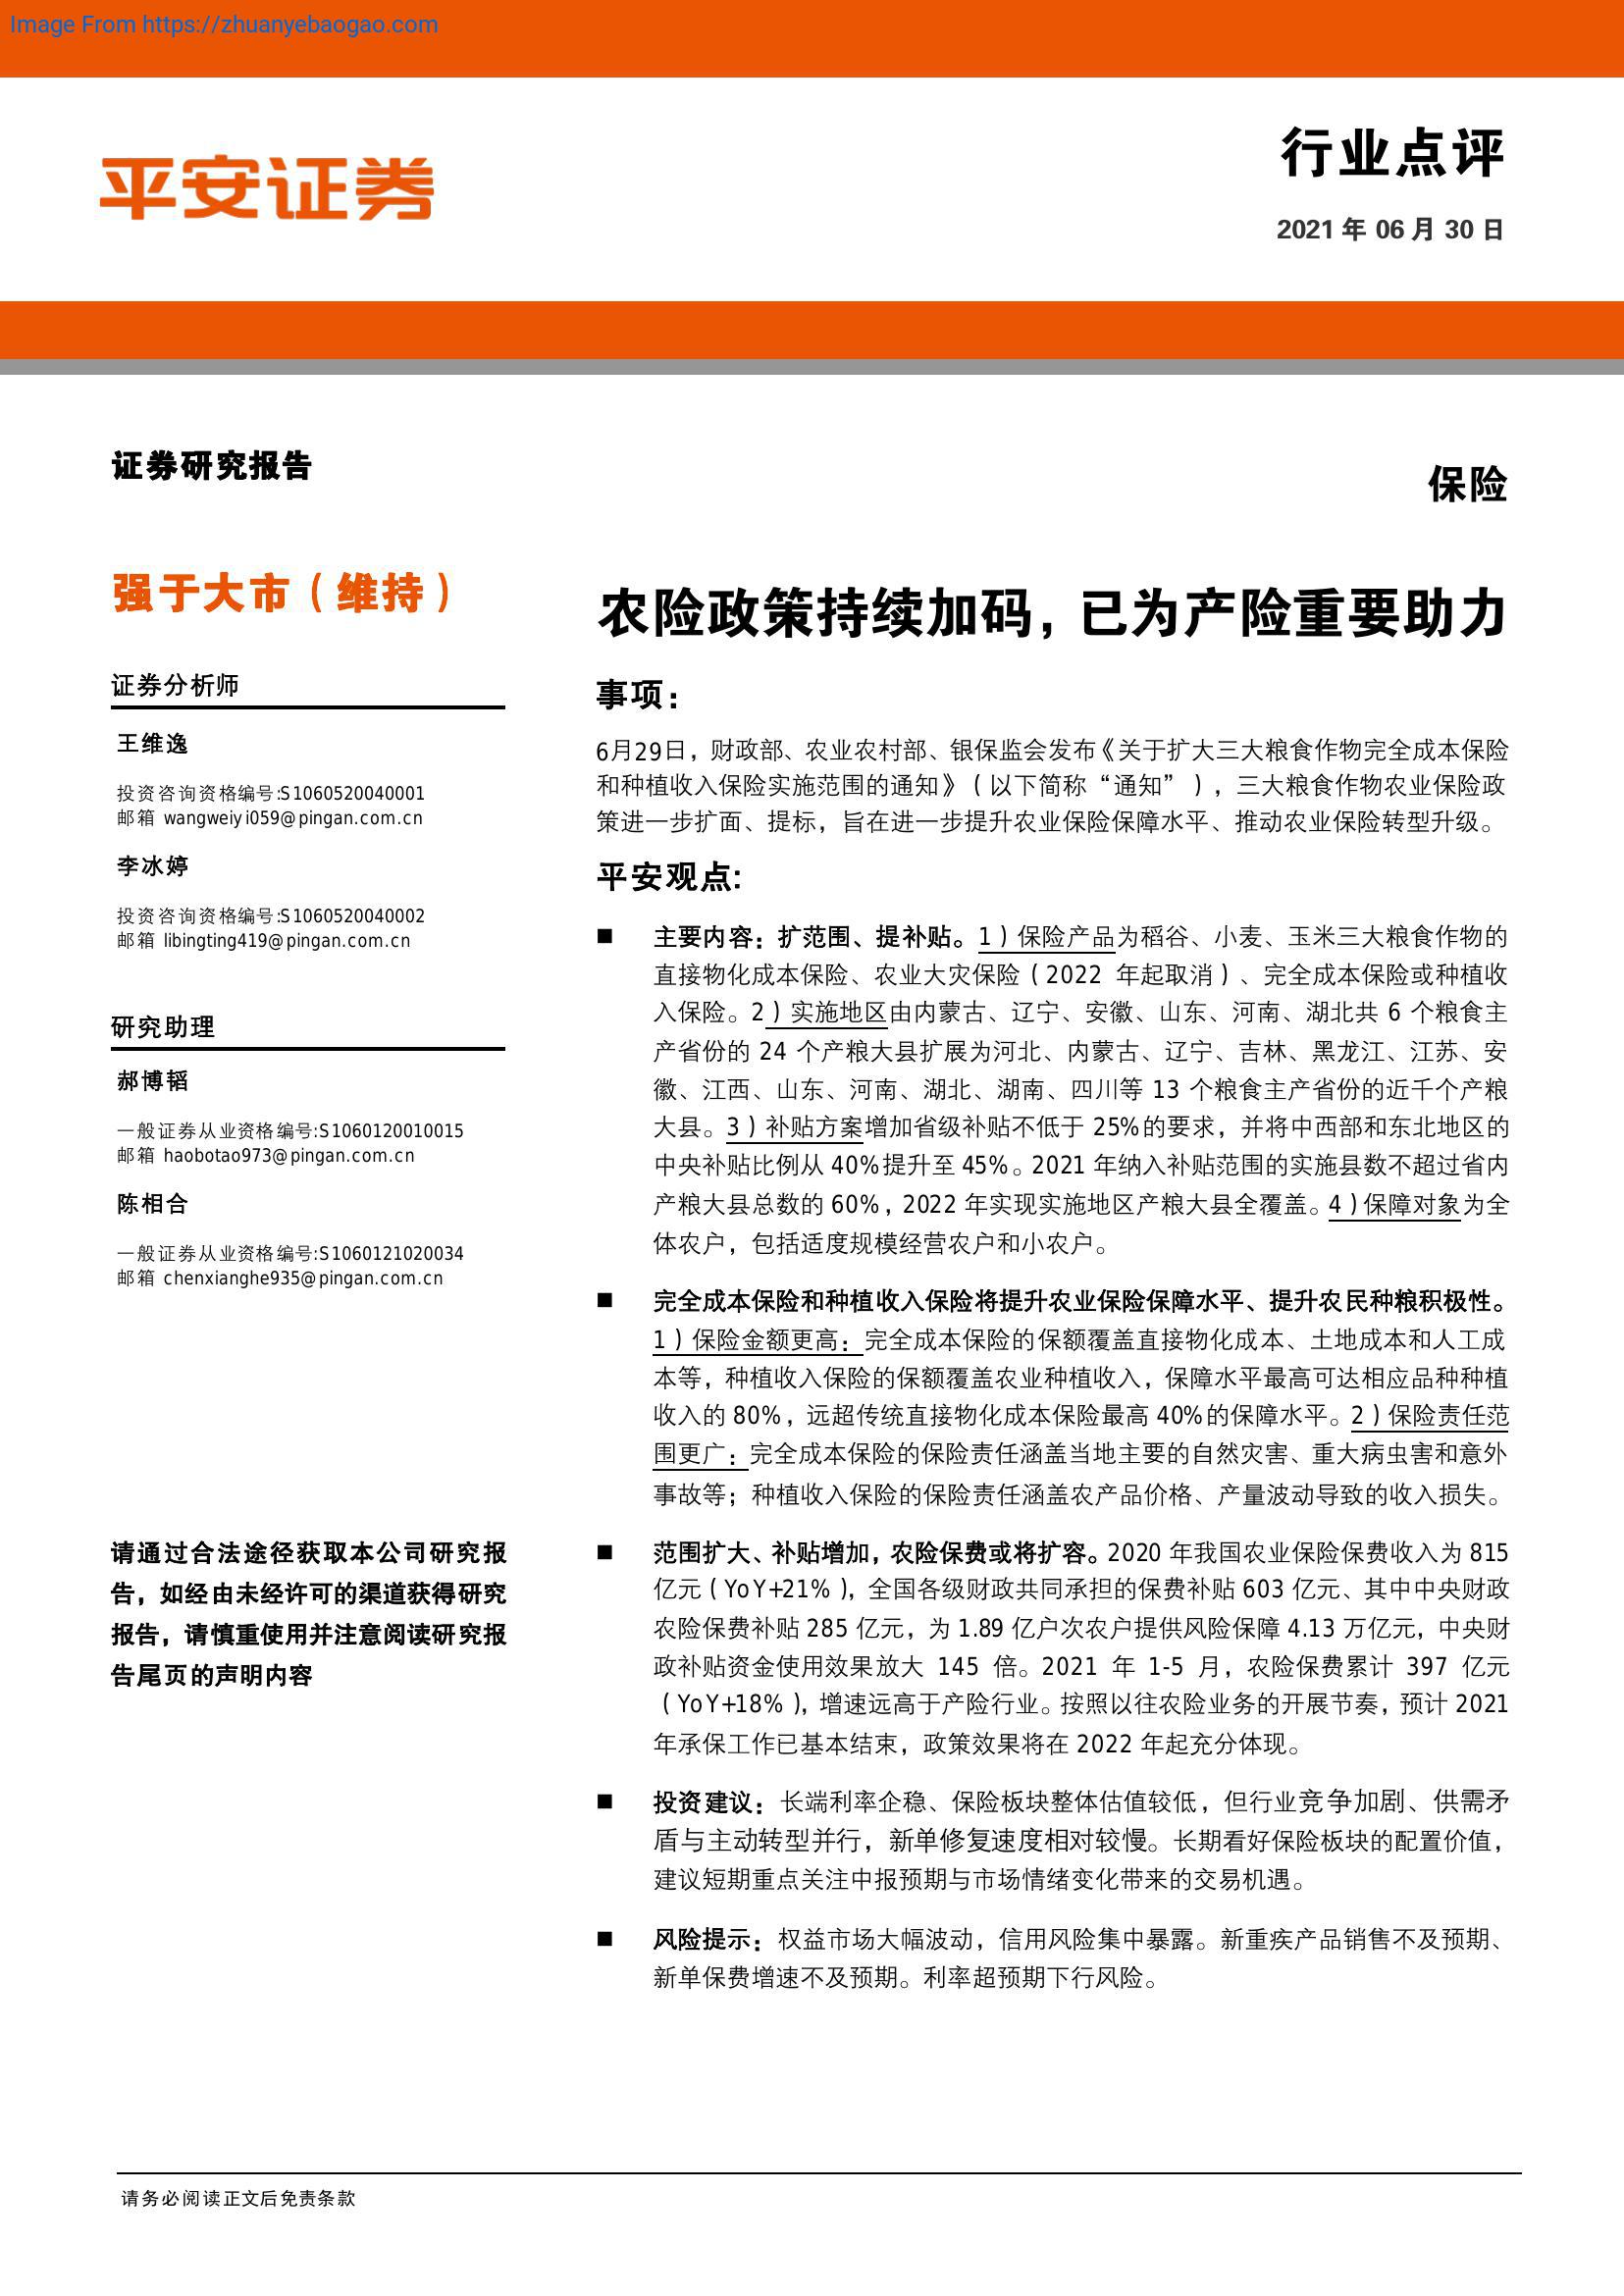 Image From https://zhuanyebaogao.com
平安证券
行业点评
2021 年 06 月 30 日
证券研究报告
保险
强于大市（维持）
证券分析师
王维逸
投资咨询资格编号:S1060520040001
邮箱 wangweiyi059@pingan.com.cn
李冰婷
投资咨询资格编号:S1060520040002
邮箱 libingting419@pingan.com.cn
研究助理
郝博韬
一般证券从业资格编号:S1060120010015
邮箱 haobotao973@pingan.com.cn
陈相合
一般证券从业资格编号:S1060121020034
邮箱 chenxianghe935@pingan.com.cn
请通过合法途径获取本公司研究报
告，如经由未经许可的渠道获得研究
报告，请慎重使用并注意阅读研究报
告尾页的声明内容
农险政策持续加码，已为产险重要助力
事项：
6月29日，财政部、农业农村部、银保监会发布《关于扩大三大粮食作物完全成本保险
和种植收入保险实施范围的通知》（以下简称“通知”），三大粮食作物农业保险政
策进一步扩面、提标，旨在进一步提升农业保险保障水平、推动农业保险转型升级。
平安观点:
■ 主要内容：扩范围、提补贴。1）保险产品为稻谷、小麦、玉米三大粮食作物的
直接物化成本保险、农业大灾保险（2022 年起取消）、完全成本保险或种植收
入保险。2）实施地区由内蒙古、辽宁、安徽、山东、河南、湖北共 6 个粮食主
产省份的 24 个产粮大县扩展为河北、内蒙古、辽宁、吉林、黑龙江、江苏、安
徽、江西、山东、河南、湖北、湖南、四川等 13 个粮食主产省份的近千个产粮
大县。3）补贴方案增加省级补贴不低于 25%的要求，并将中西部和东北地区的
中央补贴比例从 40%提升至 45%。2021 年纳入补贴范围的实施县数不超过省内
产粮大县总数的 60%，2022 年实现实施地区产粮大县全覆盖。4）保障对象为全
体农户，包括适度规模经营农户和小农户。
■ 完全成本保险和种植收入保险将提升农业保险保障水平、提升农民种粮积极性。
1）保险金额更高：完全成本保险的保额覆盖直接物化成本、土地成本和人工成
本等，种植收入保险的保额覆盖农业种植收入，保障水平最高可达相应品种种植
收入的 80%，远超传统直接物化成本保险最高 40%的保障水平。2）保险责任范
围更广：完全成本保险的保险责任涵盖当地主要的自然灾害、重大病虫害和意外
事故等；种植收入保险的保险责任涵盖农产品价格、产量波动导致的收入损失。
■ 范围扩大、补贴增加，农险保费或将扩容。2020 年我国农业保险保费收入为 815
亿元（YoY+21%），全国各级财政共同承担的保费补贴 603 亿元、其中中央财政
农险保费补贴 285 亿元，为 1.89 亿户次农户提供风险保障 4.13 万亿元，中央财
政补贴资金使用效果放大 145 倍。2021 年 1-5 月，农险保费累计 397 亿元
（YoY+18%），增速远高于产险行业。按照以往农险业务的开展节奏，预计 2021
年承保工作已基本结束，政策效果将在 2022 年起充分体现。
■ 投资建议：长端利率企稳、保险板块整体估值较低，但行业竞争加剧、供需矛
盾与主动转型并行，新单修复速度相对较慢。长期看好保险板块的配置价值，
建议短期重点关注中报预期与市场情绪变化带来的交易机遇。
■ 风险提示：权益市场大幅波动，信用风险集中暴露。新重疾产品销售不及预期、
新单保费增速不及预期。利率超预期下行风险。
请务必阅读正文后免责条款